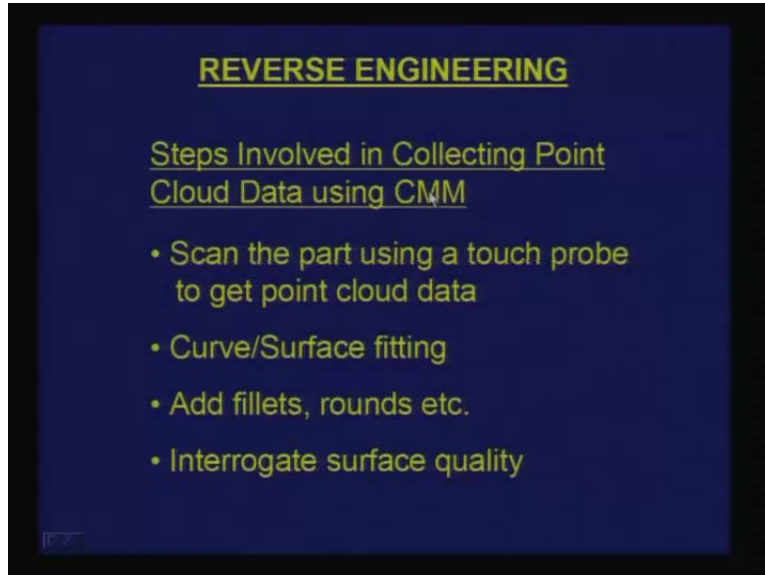 REVERSE ENGINEERING
Steps Involved in Collecting Point
Cloud Data using CMM
• Scan the part using a touch probe
to get point cloud data
• Curve/Surface fitting
• Add fillets, rounds etc.
• Interrogate surface quality